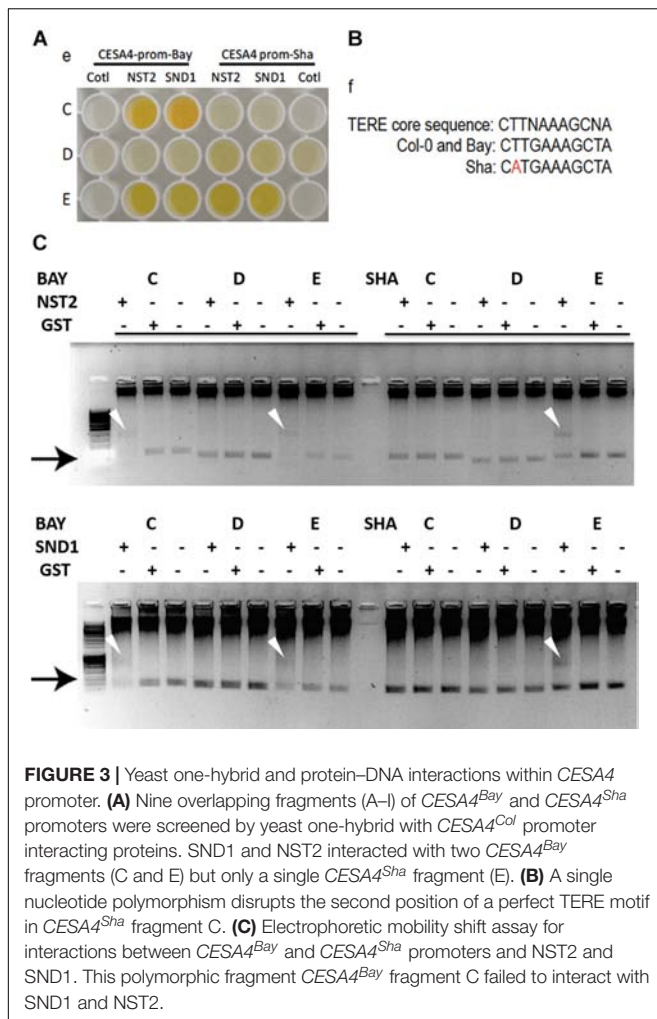 A
B
e
CESA4-prom-Bay CESA4 prom-Sha
Cotl NST2 SND1 NST2 SND1 Cotl
C
D
E
f
TERE core sequence: CTTNAAAGCNA
Col-0 and Bay: CTTGAAAGCTA
Sha: CATGAAAGCTA
C
BAY C D E SHA C D E
NST2 + - - + - - + - - + - - + - - + - -
GST - + - - + - - + - - + - - + - - + -
BAY C D E SHA C D E
SND1 + - - + - - + - - + - - + - - + - -
GST - + - - + - - + - - + - - + - - + -
FIGURE 3 | Yeast one-hybrid and protein–DNA interactions within CESA4
promoter. (A) Nine overlapping fragments (A–I) of CESA4Bay and CESA4Sha
promoters were screened by yeast one-hybrid with CESA4Col promoter
interacting proteins. SND1 and NST2 interacted with two CESA4Bay
fragments (C and E) but only a single CESA4Sha fragment (E). (B) A single
nucleotide polymorphism disrupts the second position of a perfect TERE motif
in CESA4Sha fragment C. (C) Electrophoretic mobility shift assay for
interactions between CESA4Bay and CESA4Sha promoters and NST2 and
SND1. This polymorphic fragment CESA4Bay fragment C failed to interact with
SND1 and NST2.